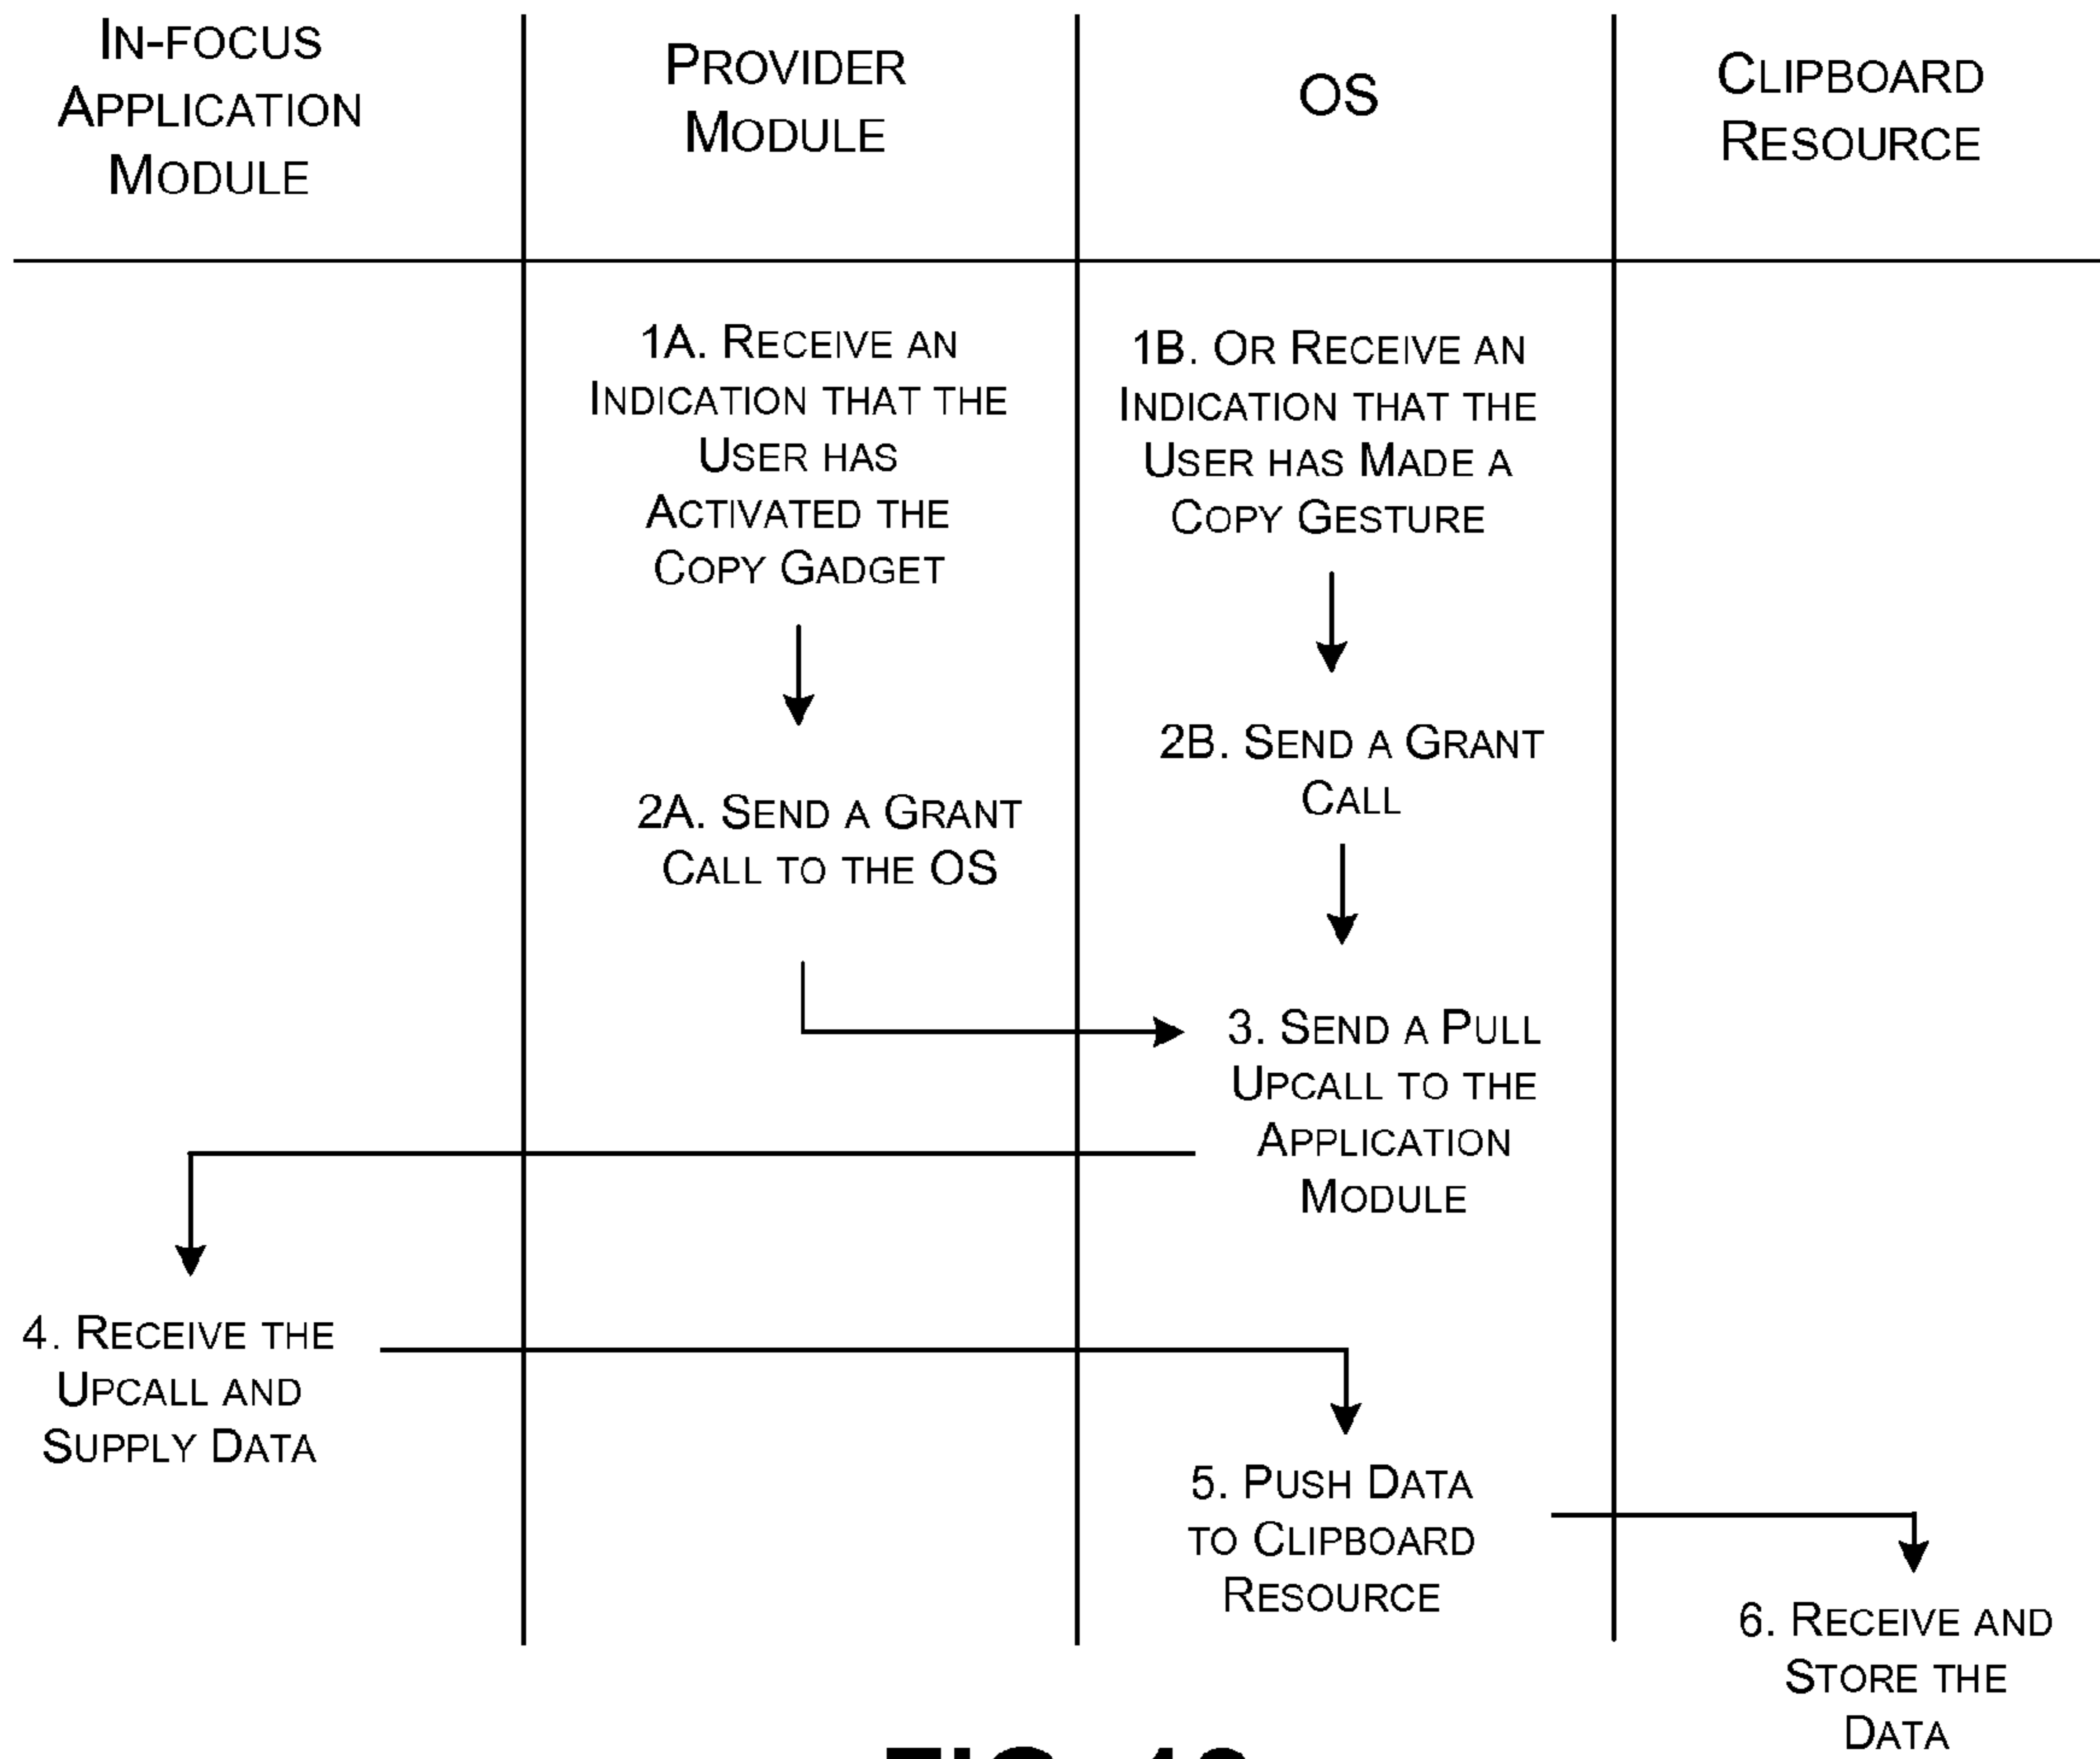 IN-FOCUS
APPLICATION
MODULE
PROVIDER
MODULE
OS
CLIPBOARD
RESOURCE
1A. RECEIVE AN
INDICATION THAT THE
USER HAS
ACTIVATED THE
COPY GADGET
1B. OR RECEIVE AN
INDICATION THAT THE
USER HAS MADE A
COPY GESTURE
2A. SEND A GRANT
CALL TO THE OS
2B. SEND A GRANT
CALL
3. SEND A PULL
UPCALL TO THE
APPLICATION
MODULE
4. RECEIVE THE
UPCALL AND
SUPPLY DATA
5. PUSH DATA
TO CLIPBOARD
RESOURCE
6. RECEIVE AND
STORE THE
DATA